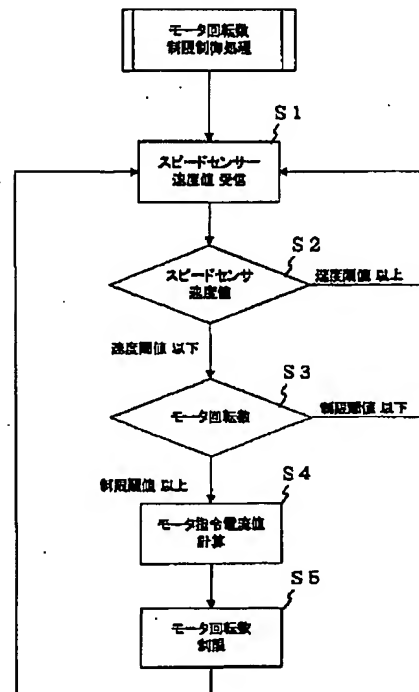 モータ回転数
制限制御処理
S1
スピードセンサー
速度値 受信
S2
スピードセンサ
速度値
速度閾値 以上
速度閾値 以下
S3
モータ回転数
制限閾値 以下
制限閾値 以上
S4
モータ指令電流値
計算
S5
モータ回転数
制限